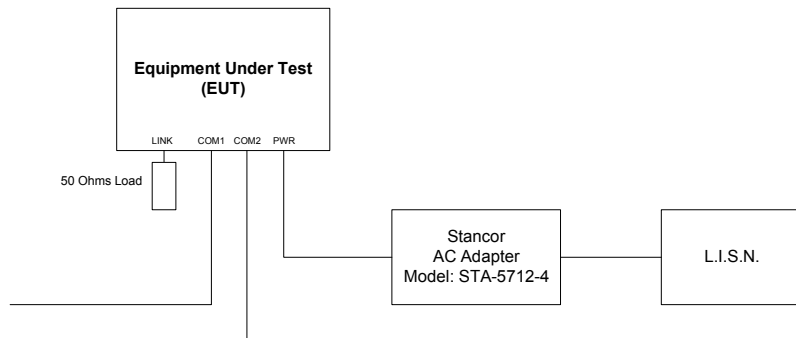 Equipment Under Test
(EUT)
LINK COM1 COM2 PWR
50 Ohms Load
Stancor
AC Adapter
Model: STA-5712-4
L.I.S.N.